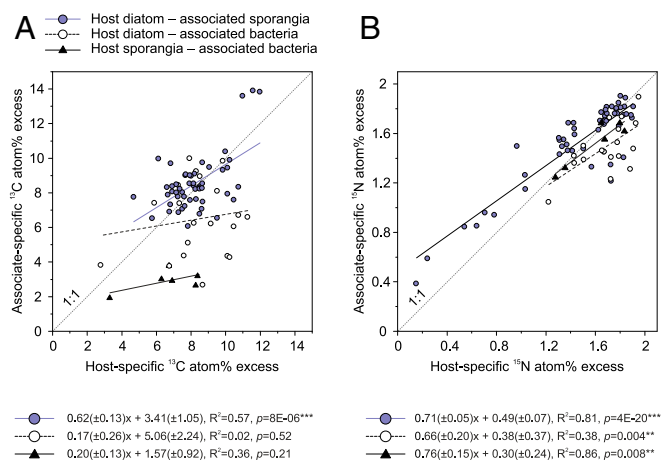 A
Host diatom – associated sporangia
Host diatom – associated bacteria
Host sporangia – associated bacteria
B
Associate-specific ¹³C atom% excess
14
12
10
8
6
4
2
0
1:1
0 2 4 6 8 10 12 14
Host-specific ¹³C atom% excess
Associate-specific ¹⁵N atom% excess
2
1.6
1.2
0.8
0.4
0
1:1
0 0.4 0.8 1.2 1.6 2
Host-specific ¹⁵N atom% excess
0.62(±0.13)x + 3.41(±1.05), R²=0.57, p=8E-06***
0.17(±0.26)x + 5.06(±2.24), R²=0.02, p=0.52
0.20(±0.13)x + 1.57(±0.92), R²=0.36, p=0.21
0.71(±0.05)x + 0.49(±0.07), R²=0.81, p=4E-20***
0.66(±0.20)x + 0.38(±0.37), R²=0.38, p=0.004**
0.76(±0.15)x + 0.30(±0.24), R²=0.86, p=0.008**